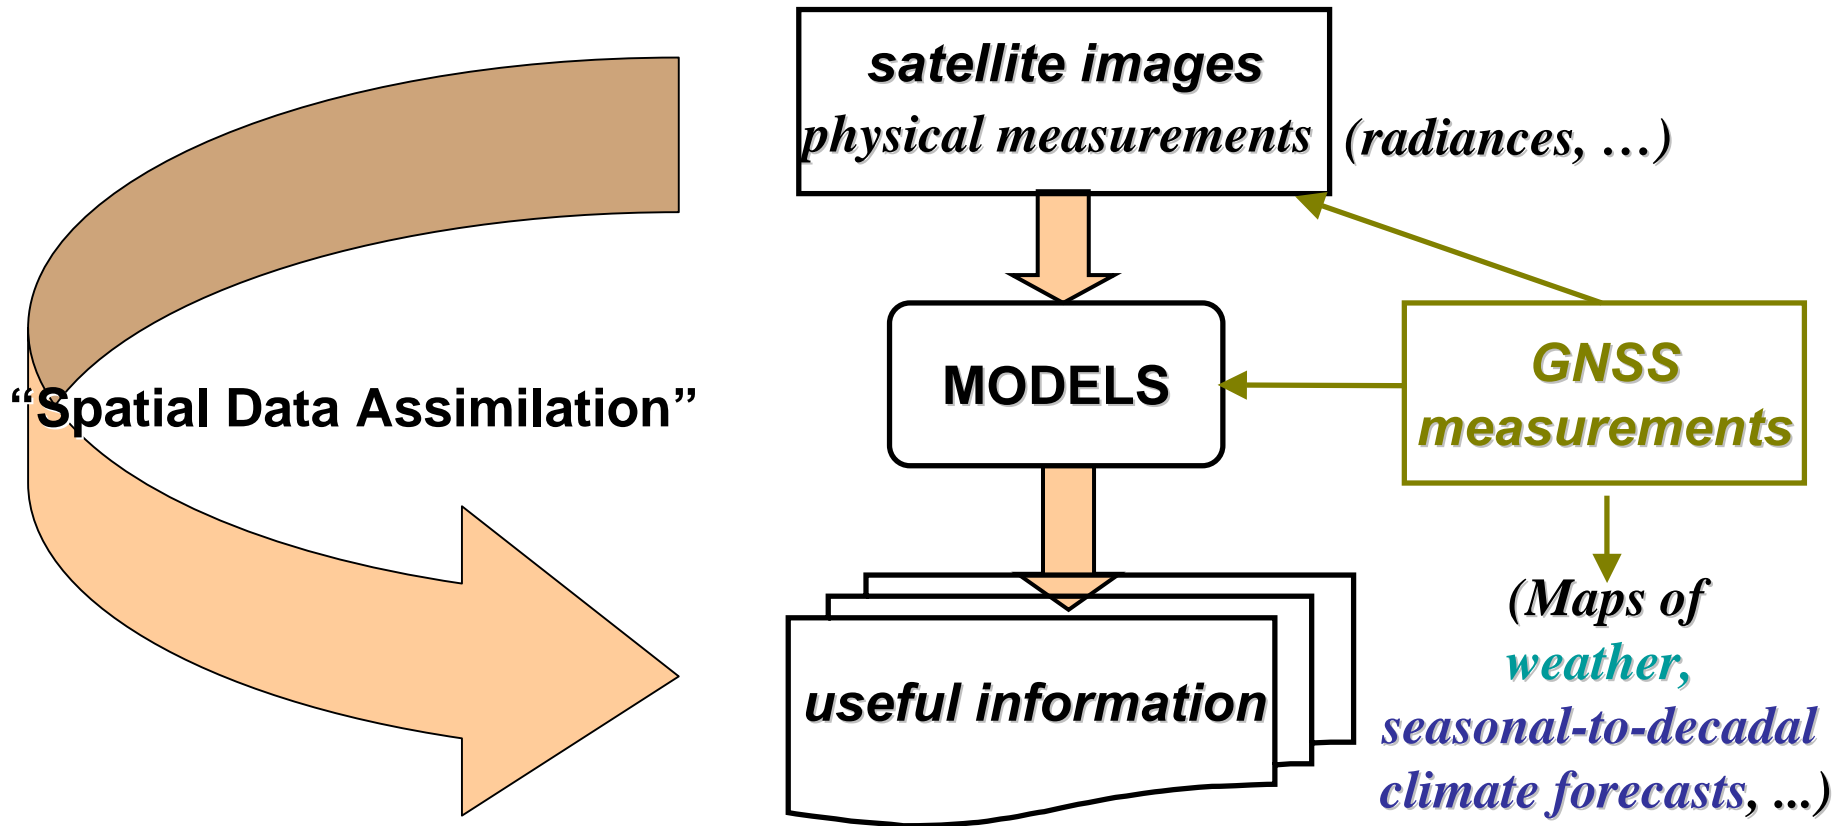 satellite images
physical measurements (radiances, …)
GNSS
measurements
MODELS
“Spatial Data Assimilation”
useful information
(Maps of
weather,
seasonal-to-decadal
climate forecasts, ...)